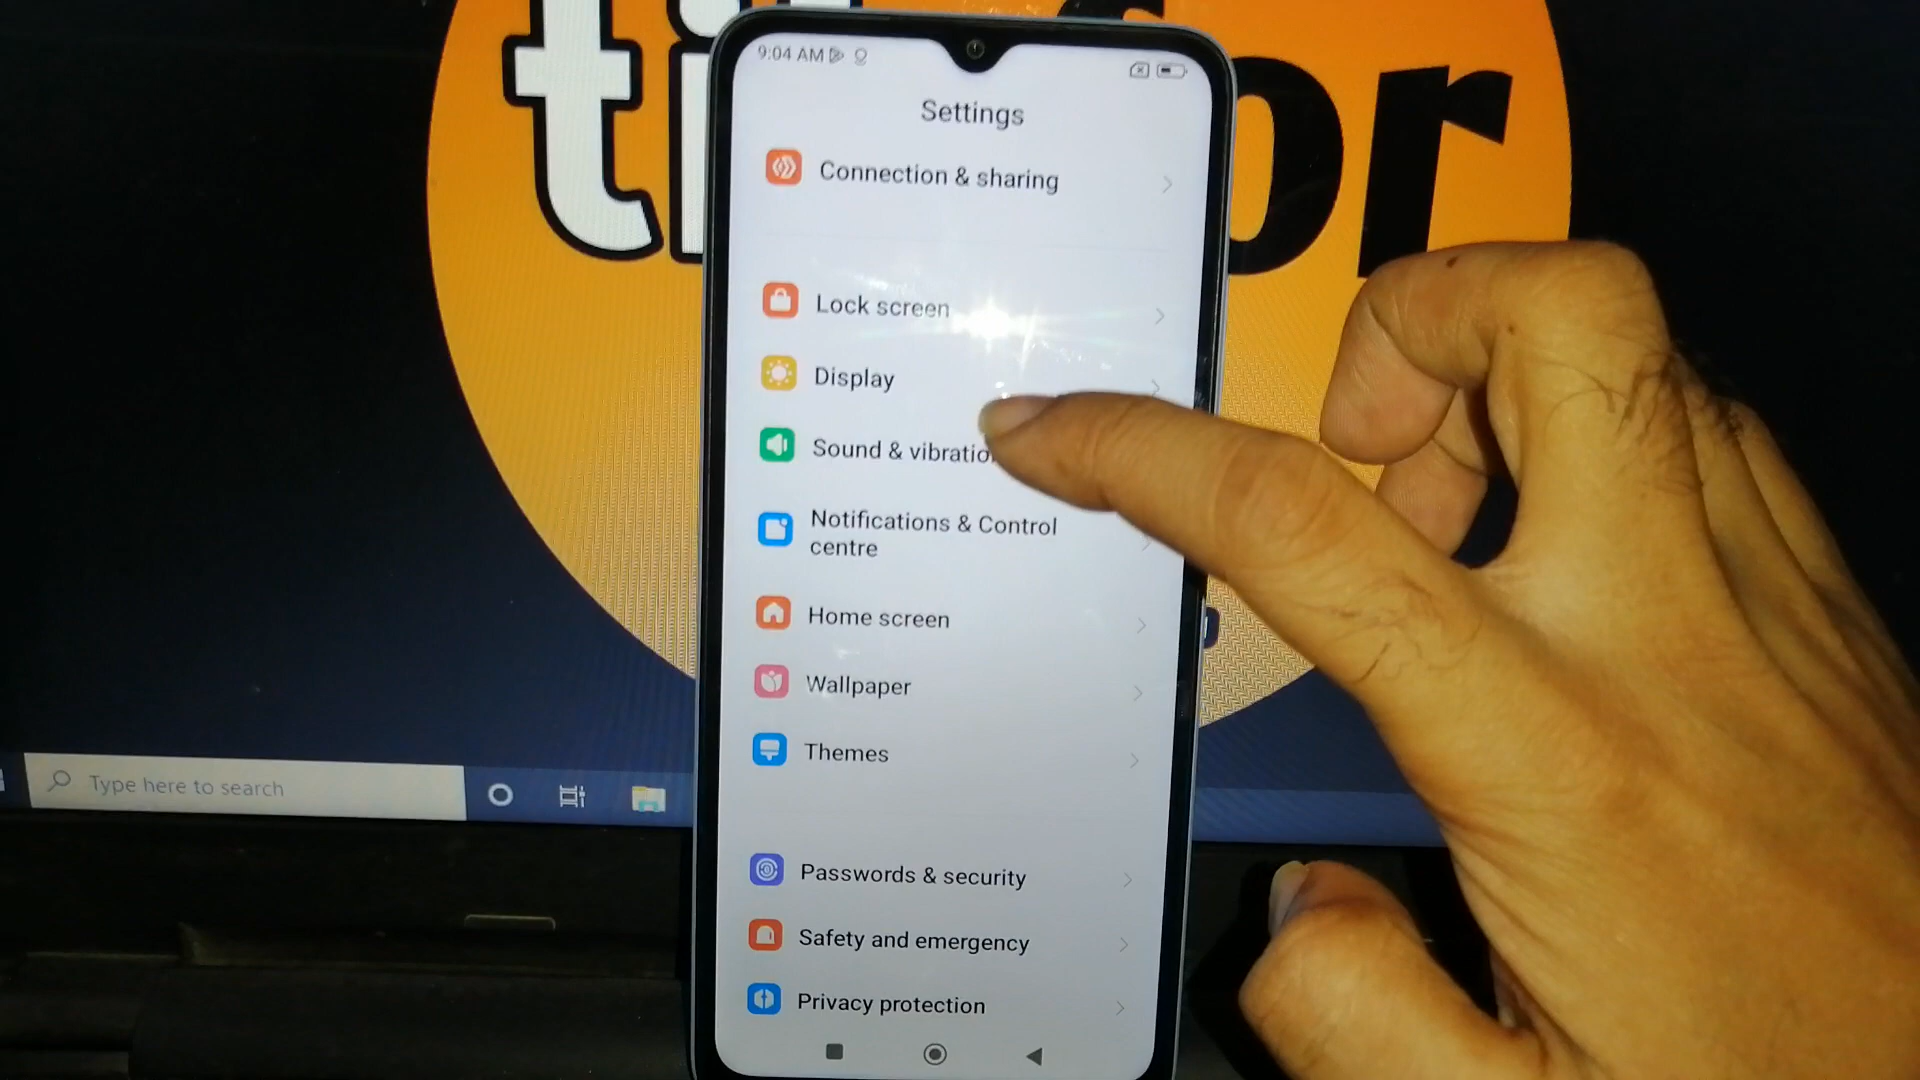 9:04 AM
Settings
Connection & sharing
Lock screen
Display
Sound & vibratio
Notifications & Control
centre
Home screen
Wallpaper
Themes
Passwords & security
Safety and emergency
Privacy protection
Type here to search